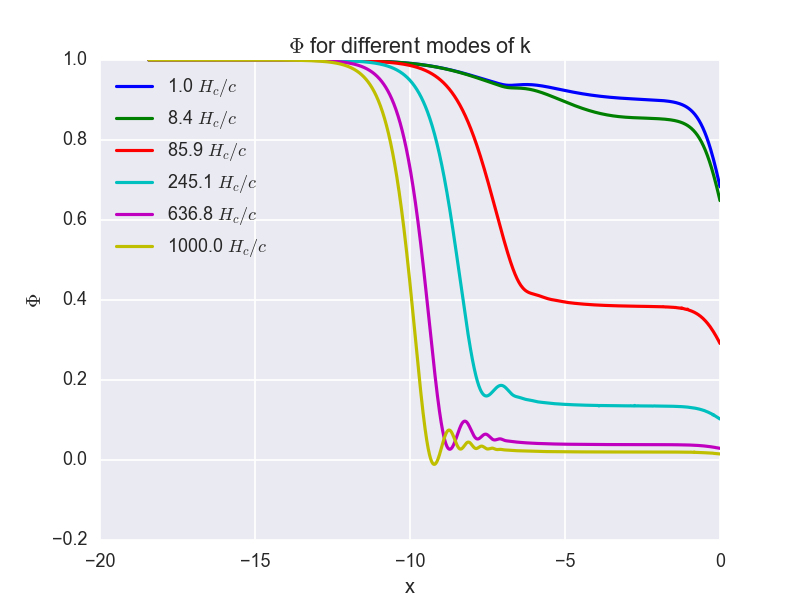 Φ for different modes of k
1.0
0.8
0.6
0.4
0.2
0.0
−0.2
Φ
1.0 H_c/c
8.4 H_c/c
85.9 H_c/c
245.1 H_c/c
636.8 H_c/c
1000.0 H_c/c
−20 −15 −10 −5 0
x